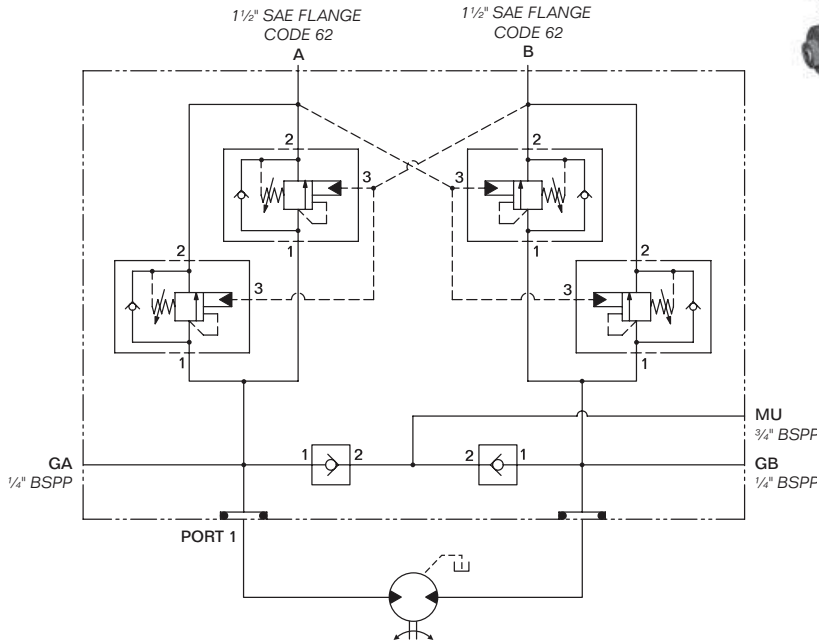 1½" SAE FLANGE
CODE 62
A
1½" SAE FLANGE
CODE 62
B
2
3
1
2
3
1
2
3
1
2
3
1
MU
¾" BSPP
GA
¼" BSPP
1
2
2
1
GB
¼" BSPP
PORT 1